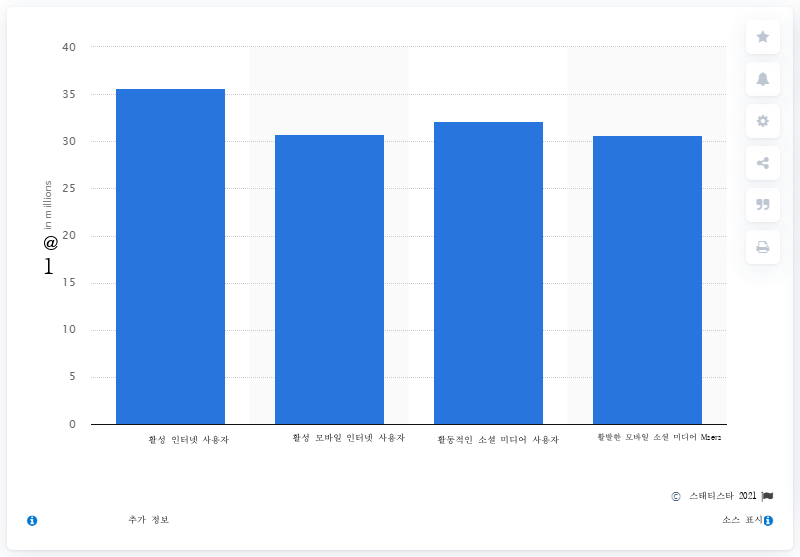 40
35
30
25
20
15
10
5
0
in millions
@
1
활성 인터넷 사용자
활성 모바일 인터넷 사용자
활동적인 소셜 미디어 사용자
활발한 모바일 소셜 미디어 Mserz
© 스태티스타 2021
추가 정보
소스 표시